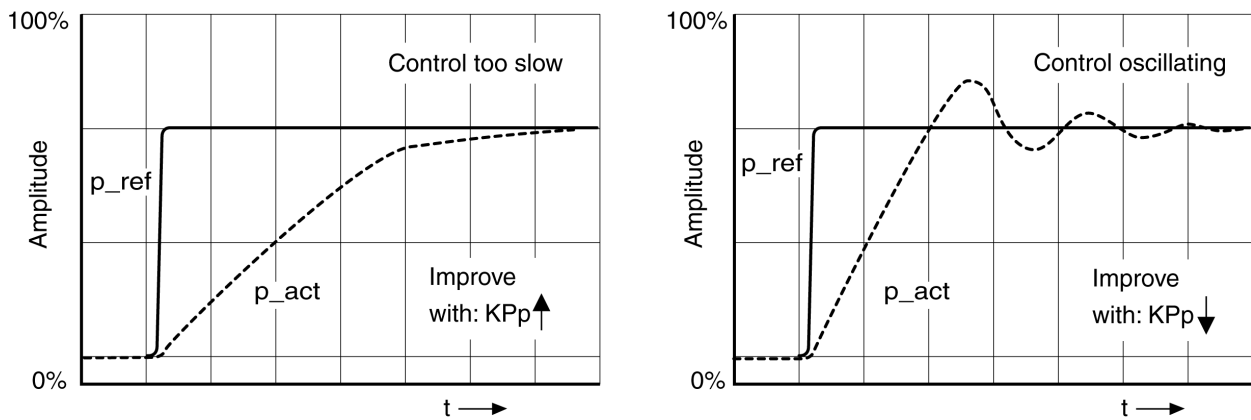 100%
Control too slow
p_ref
Amplitude
p_act
Improve
with: KPp
0%
t
100%
Control oscillating
p_ref
Amplitude
p_act
Improve
with: KPp
0%
t